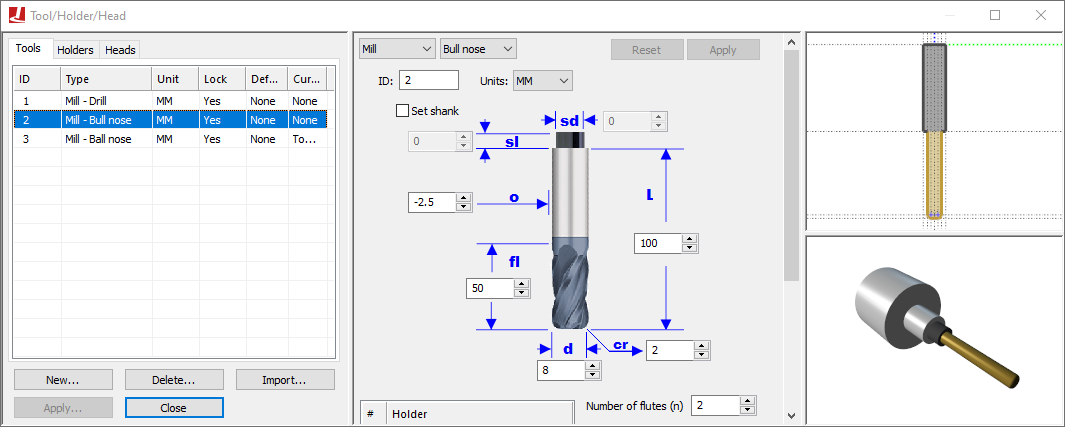 Tool/Holder/Head
Tools Holders Heads
ID Type Unit Lock Def... Cur...
1 Mill - Drill MM Yes None None
2 Mill - Bull nose MM Yes None None
3 Mill - Ball nose MM Yes None To...
New... Delete... Import...
Apply... Close
Mill Bull nose Reset Apply
ID: 2 Units: MM
Set shank
sd 0
0 sl
-2.5 o L
100
fl
50
cr
d 2
8
Number of flutes (n) 2
# Holder